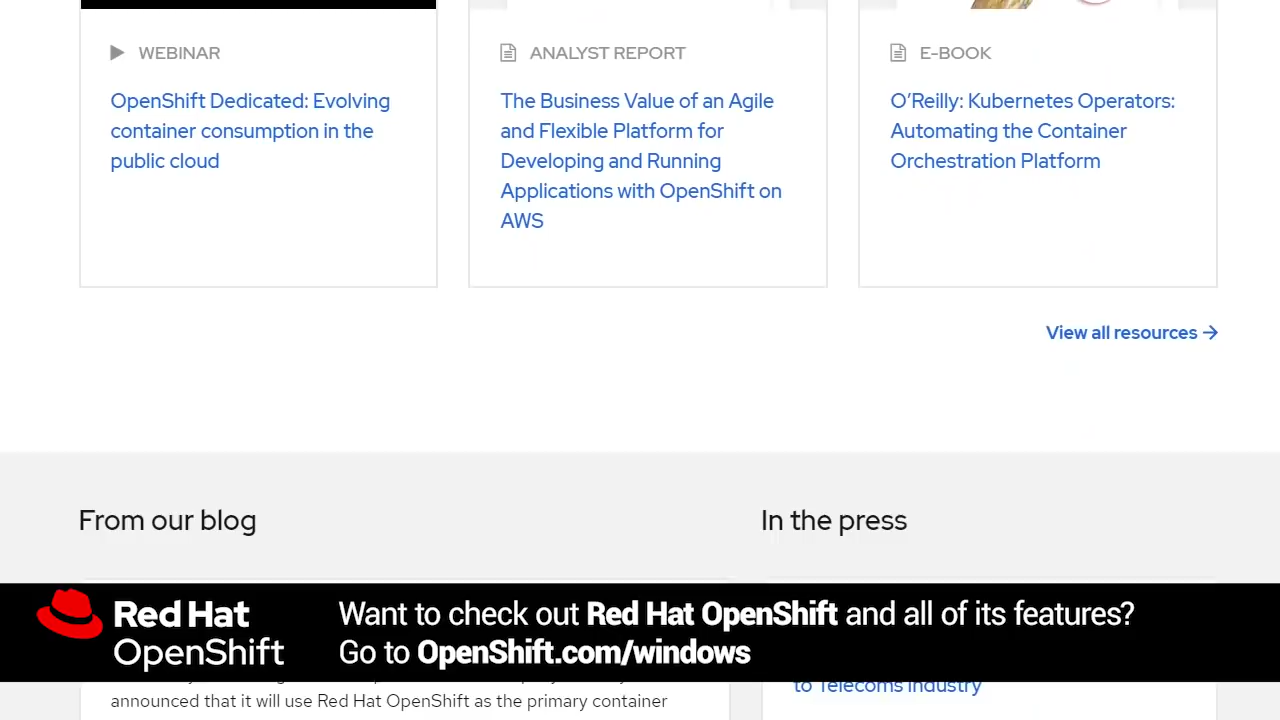 WEBINAR
OpenShift Dedicated: Evolving
container consumption in the
public cloud
ANALYST REPORT
The Business Value of an Agile
and Flexible Platform for
Developing and Running
Applications with OpenShift on
AWS
E-BOOK
O’Reilly: Kubernetes Operators:
Automating the Container
Orchestration Platform
View all resources →
From our blog
In the press
Red Hat
OpenShift
Want to check out Red Hat OpenShift and all of its features?
Go to OpenShift.com/windows
announced that it will use Red Hat OpenShift as the primary container
to Telecoms Industry